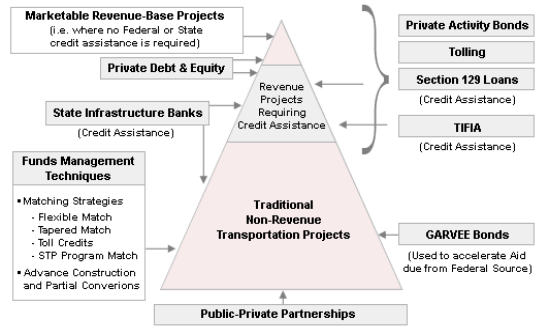 Marketable Revenue-Base Projects
(i.e. where no Federal or State
credit assistance is required)
Private Debt & Equity
State Infrastructure Banks
(Credit Assistance)
Funds Management
Techniques
▪ Matching Strategies
- Flexible Match
- Tapered Match
- Toll Credits
- STP Program Match
▪ Advance Construction
and Partial Converions
Revenue
Projects
Requiring
Credit Assistance
Traditional
Non-Revenue
Transportation Projects
Private Activity Bonds
Tolling
Section 129 Loans
(Credit Assistance)
TIFIA
(Credit Assistance)
GARVEE Bonds
(Used to accelerate Aid
due from Federal Source)
Public-Private Partnerships